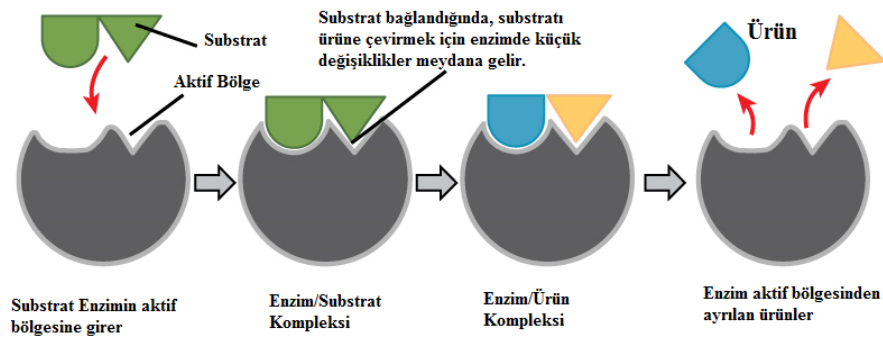 Substrat
Aktif Bölge
Substrat bağlandığında, substratı
ürüne çevirmek için enzimde küçük
değişiklikler meydana gelir.
Ürün
Substrat Enzimin aktif
bölgesine girer
Enzim/Substrat
Kompleksi
Enzim/Ürün
Kompleksi
Enzim aktif bölgesinden
ayrılan ürünler